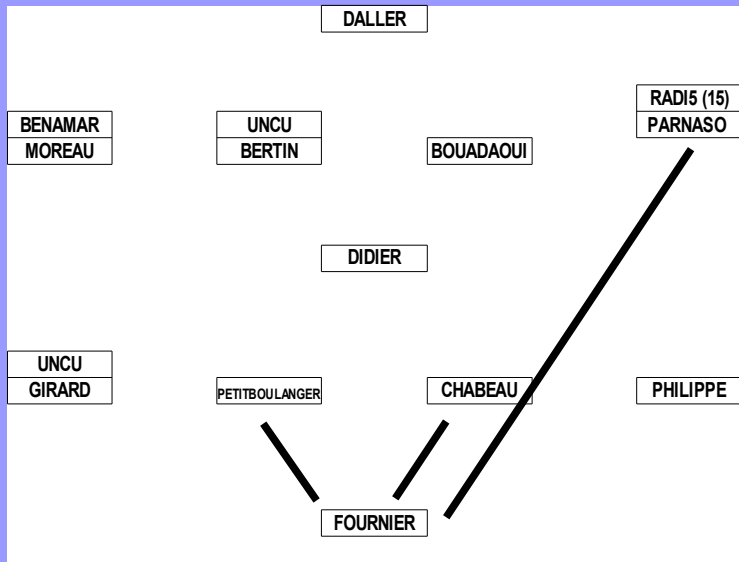 DALLER
RADI5 (15)
PARNASO
BENAMAR
MOREAU
UNCU
BERTIN
BOUADAOUI
DIDIER
UNCU
GIRARD
PETITBOULANGER
CHABEAU
PHILIPPE
FOURNIER